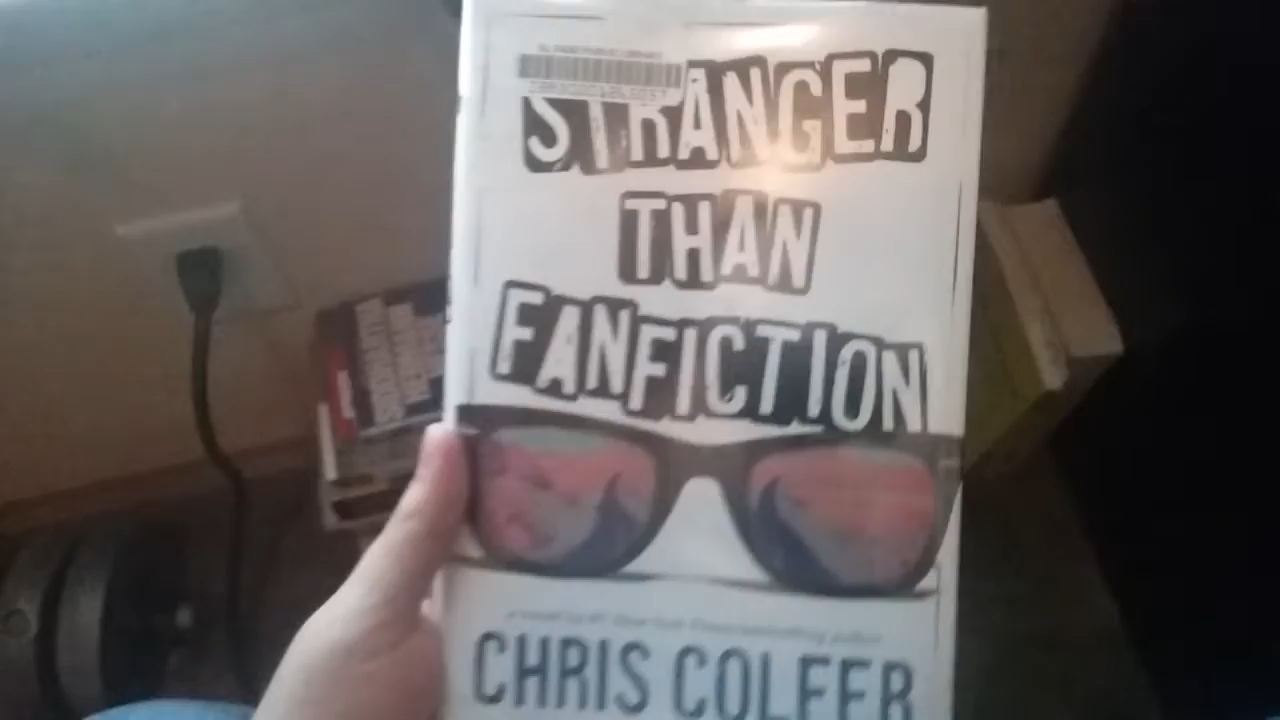 STRANGER
THAN
FANFICTION
a novel by #1 New York Times bestselling author
CHRIS COLFER